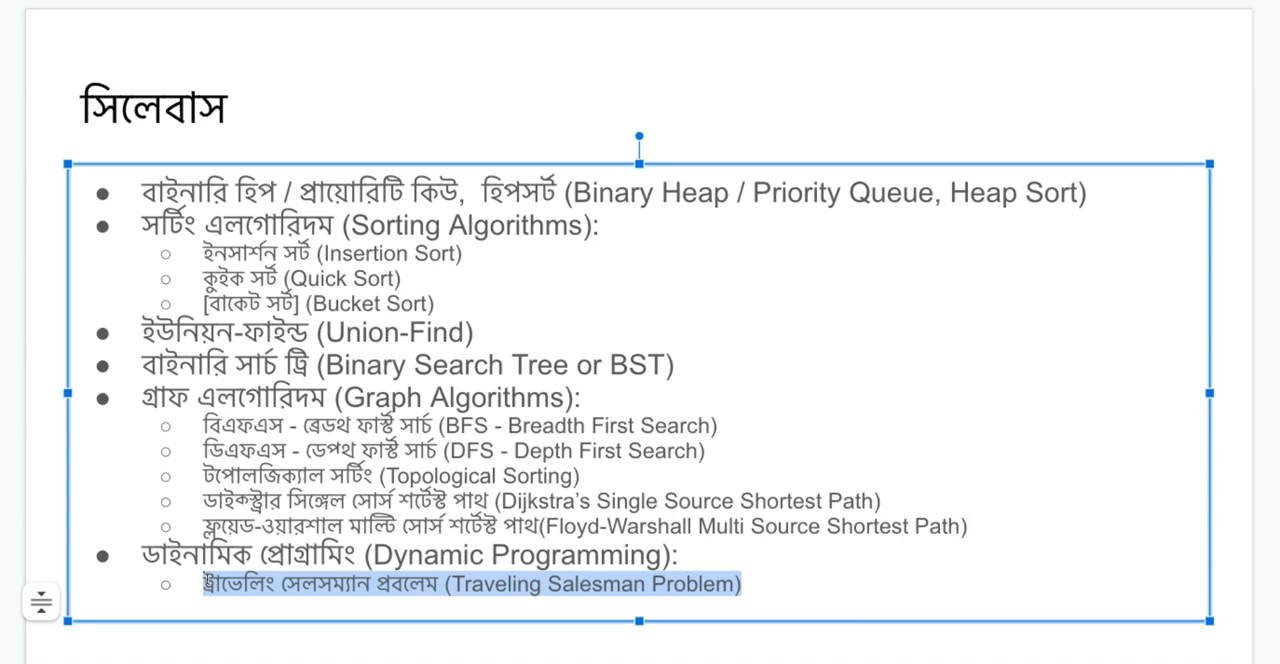 সিলেবাস
● বাইনারি হিপ / প্রায়োরিটি কিউ, হিপসর্ট (Binary Heap / Priority Queue, Heap Sort)
● সর্টিং এলগোরিদম (Sorting Algorithms):
○ ইনসার্শন সর্ট (Insertion Sort)
○ কুইক সর্ট (Quick Sort)
○ [বাকেট সর্ট] (Bucket Sort)
● ইউনিয়ন-ফাইন্ড (Union-Find)
● বাইনারি সার্চ ট্রি (Binary Search Tree or BST)
● গ্রাফ এলগোরিদম (Graph Algorithms):
○ বিএফএস - ব্রেডথ ফার্স্ট সার্চ (BFS - Breadth First Search)
○ ডিএফএস - ডেপথ ফার্স্ট সার্চ (DFS - Depth First Search)
○ টপোলজিক্যাল সর্টিং (Topological Sorting)
○ ডাইকস্ট্রার সিঙ্গেল সোর্স শর্টেস্ট পাথ (Dijkstra’s Single Source Shortest Path)
○ ফ্লয়েড-ওয়ারশাল মাল্টি সোর্স শর্টেস্ট পাথ(Floyd-Warshall Multi Source Shortest Path)
● ডাইনামিক প্রোগ্রামিং (Dynamic Programming):
○ ট্রাভেলিং সেলসম্যান প্রবলেম (Traveling Salesman Problem)